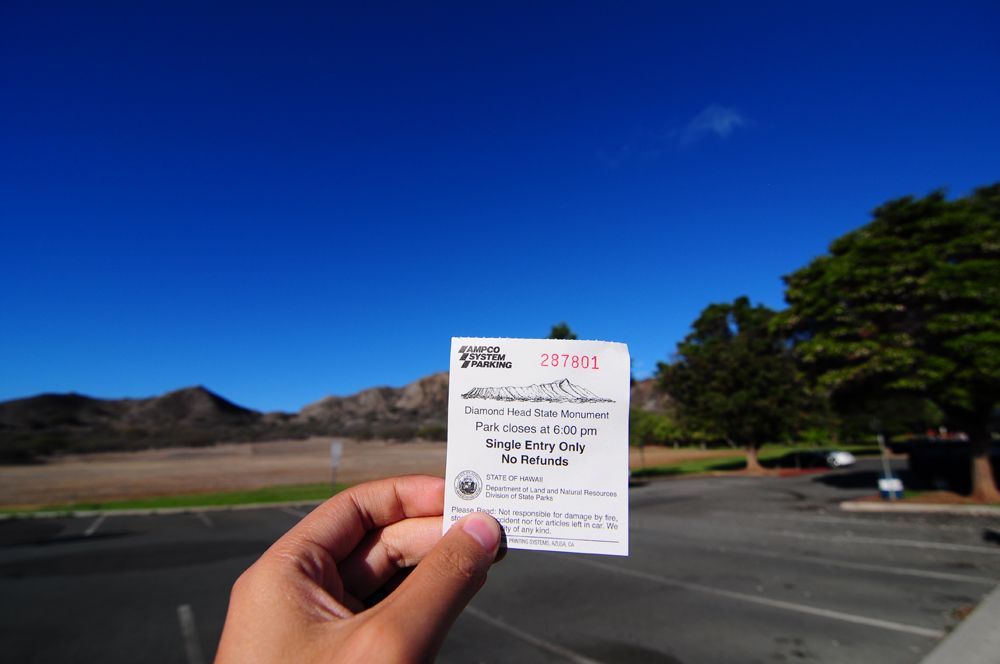 AMPCO
SYSTEM
PARKING
287801
Diamond Head State Monument
Park closes at 6:00 pm
Single Entry Only
No Refunds
STATE OF HAWAII
Department of Land and Natural Resources
Division of State Parks
Please Read: Not responsible for damage by fire,
cident nor for articles left in car. We
of any kind.
PRINTING SYSTEMS, AZUSA, CA